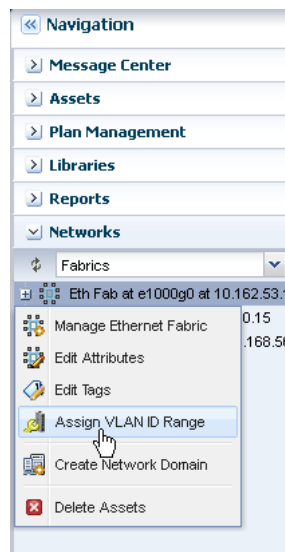 Navigation
Message Center
Assets
Plan Management
Libraries
Reports
Networks
Fabrics
Eth Fab at e1000g0 at 10.162.53.
0.15
Manage Ethernet Fabric
.168.56
Edit Attributes
Edit Tags
Assign VLAN ID Range
Create Network Domain
Delete Assets